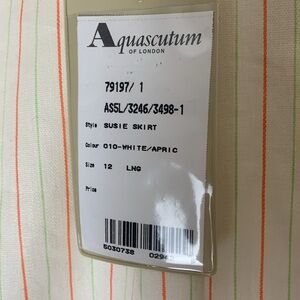 Aquascutum
OF LONDON
79197/ 1
AS5L/3246/3498-1
Style SUSIE SKIRT
Colour 010-WHITE/APRIC
Size 12 LNG
Price
5030738